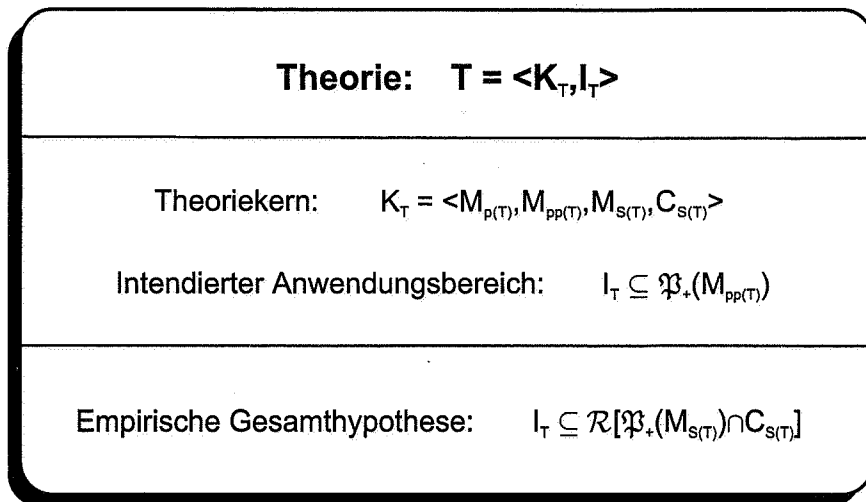 Theorie: T = <K_T,I_T>
Theoriekern: K_T = <M_p(T),M_pp(T),M_S(T),C_S(T)>
Intendierter Anwendungsbereich: I_T ⊆ 𝔓₊(M_pp(T))
Empirische Gesamthypothese: I_T ⊆ ℛ[𝔓₊(M_S(T))∩C_S(T)]